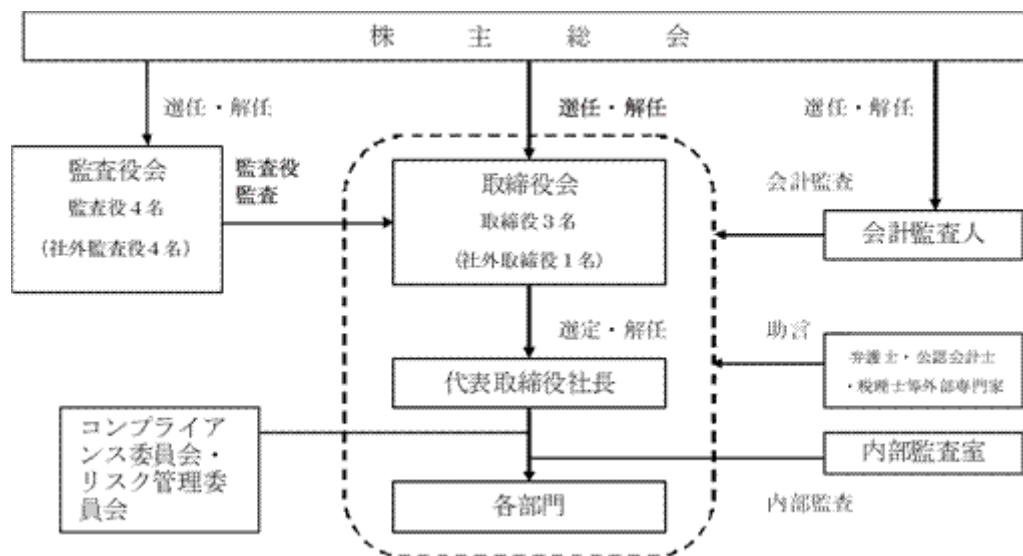 株主総会
選任・解任
選任・解任
選任・解任
監査役会
監査役４名
（社外監査役４名）
監査役
監査
取締役会
取締役３名
（社外取締役１名）
会計監査
会計監査人
選定・解任
助言
弁護士・公認会計士
・税理士等外部専門家
代表取締役社長
コンプライア
ンス委員会・
リスク管理委
員会
内部監査室
各部門
内部監査